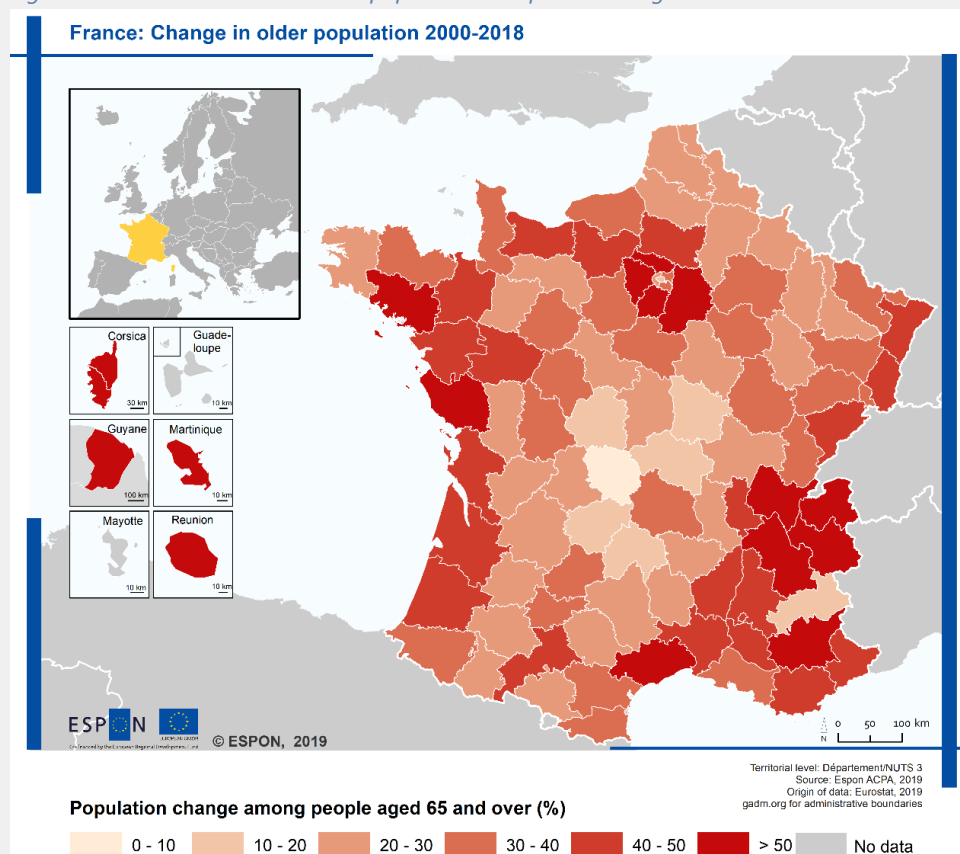 France: Change in older population 2000-2018
Corsica
30 km
Guade-
loupe
10 km
Guyane
100 km
Martinique
10 km
Mayotte
10 km
Reunion
10 km
ESPON
© ESPON, 2019
N
0 50 100 km
Territorial level: Département/NUTS 3
Source: Espon ACPA, 2019
Origin of data: Eurostat, 2019
gadm.org for administrative boundaries
Population change among people aged 65 and over (%)
0 - 10
10 - 20
20 - 30
30 - 40
40 - 50
> 50
No data